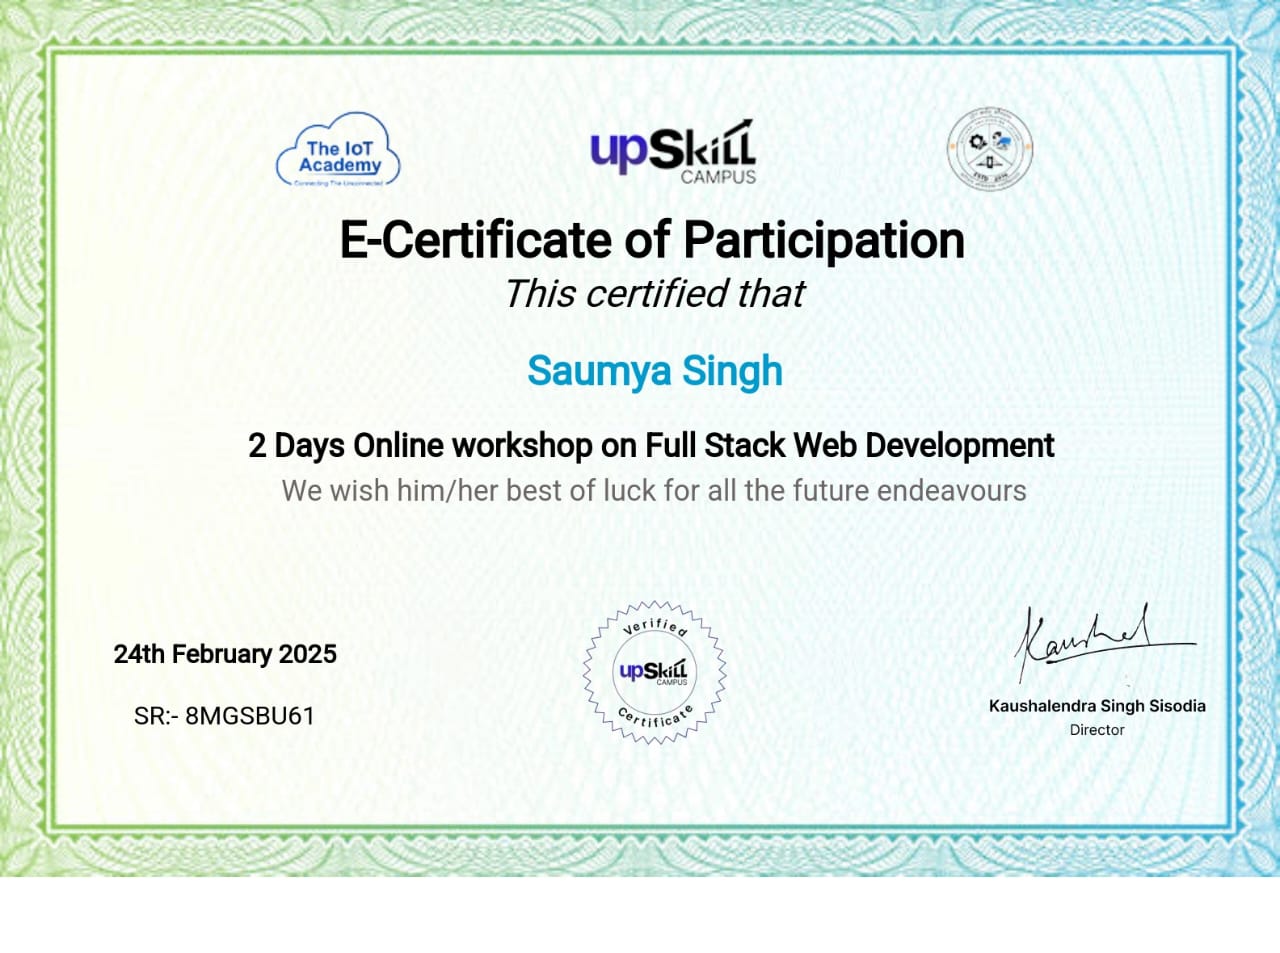 The IoT
Academy
Connecting The Unconnected
upSkill
CAMPUS
ESTD
E-Certificate of Participation
This certified that
Saumya Singh
2 Days Online workshop on Full Stack Web Development
We wish him/her best of luck for all the future endeavours
24th February 2025
SR:- 8MGSBU61
Verified
upSkill
CAMPUS
Certificate
Kaushal
Kaushalendra Singh Sisodia
Director